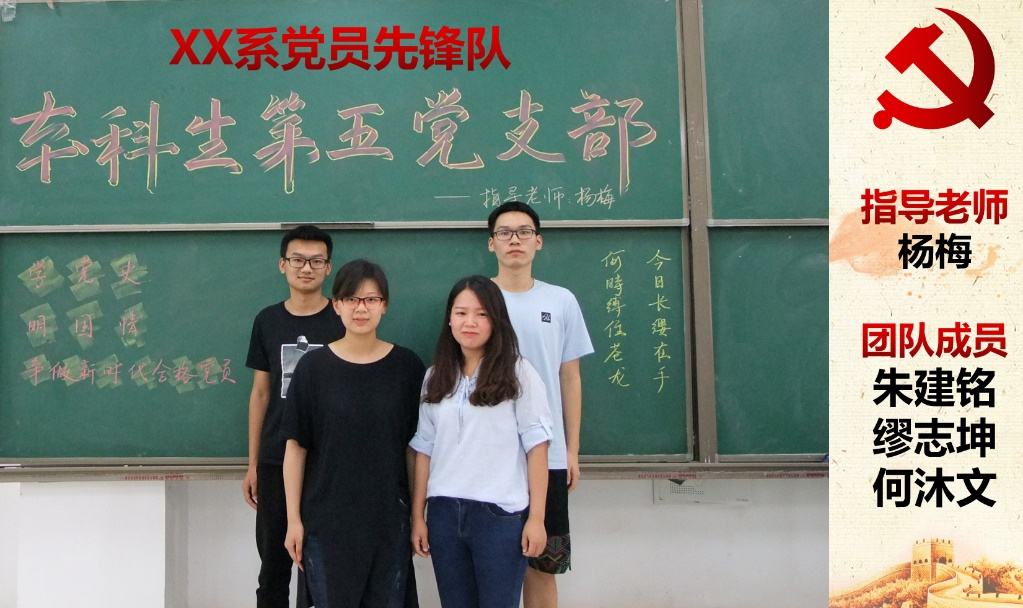 XX系党员先锋队
本科生第五党支部
——指导老师：杨梅
学党史
明国情
争做新时代合格党员
今日长缨在手
何時缚住苍龙
指导老师
杨梅
团队成员
朱建铭
缪志坤
何沐文